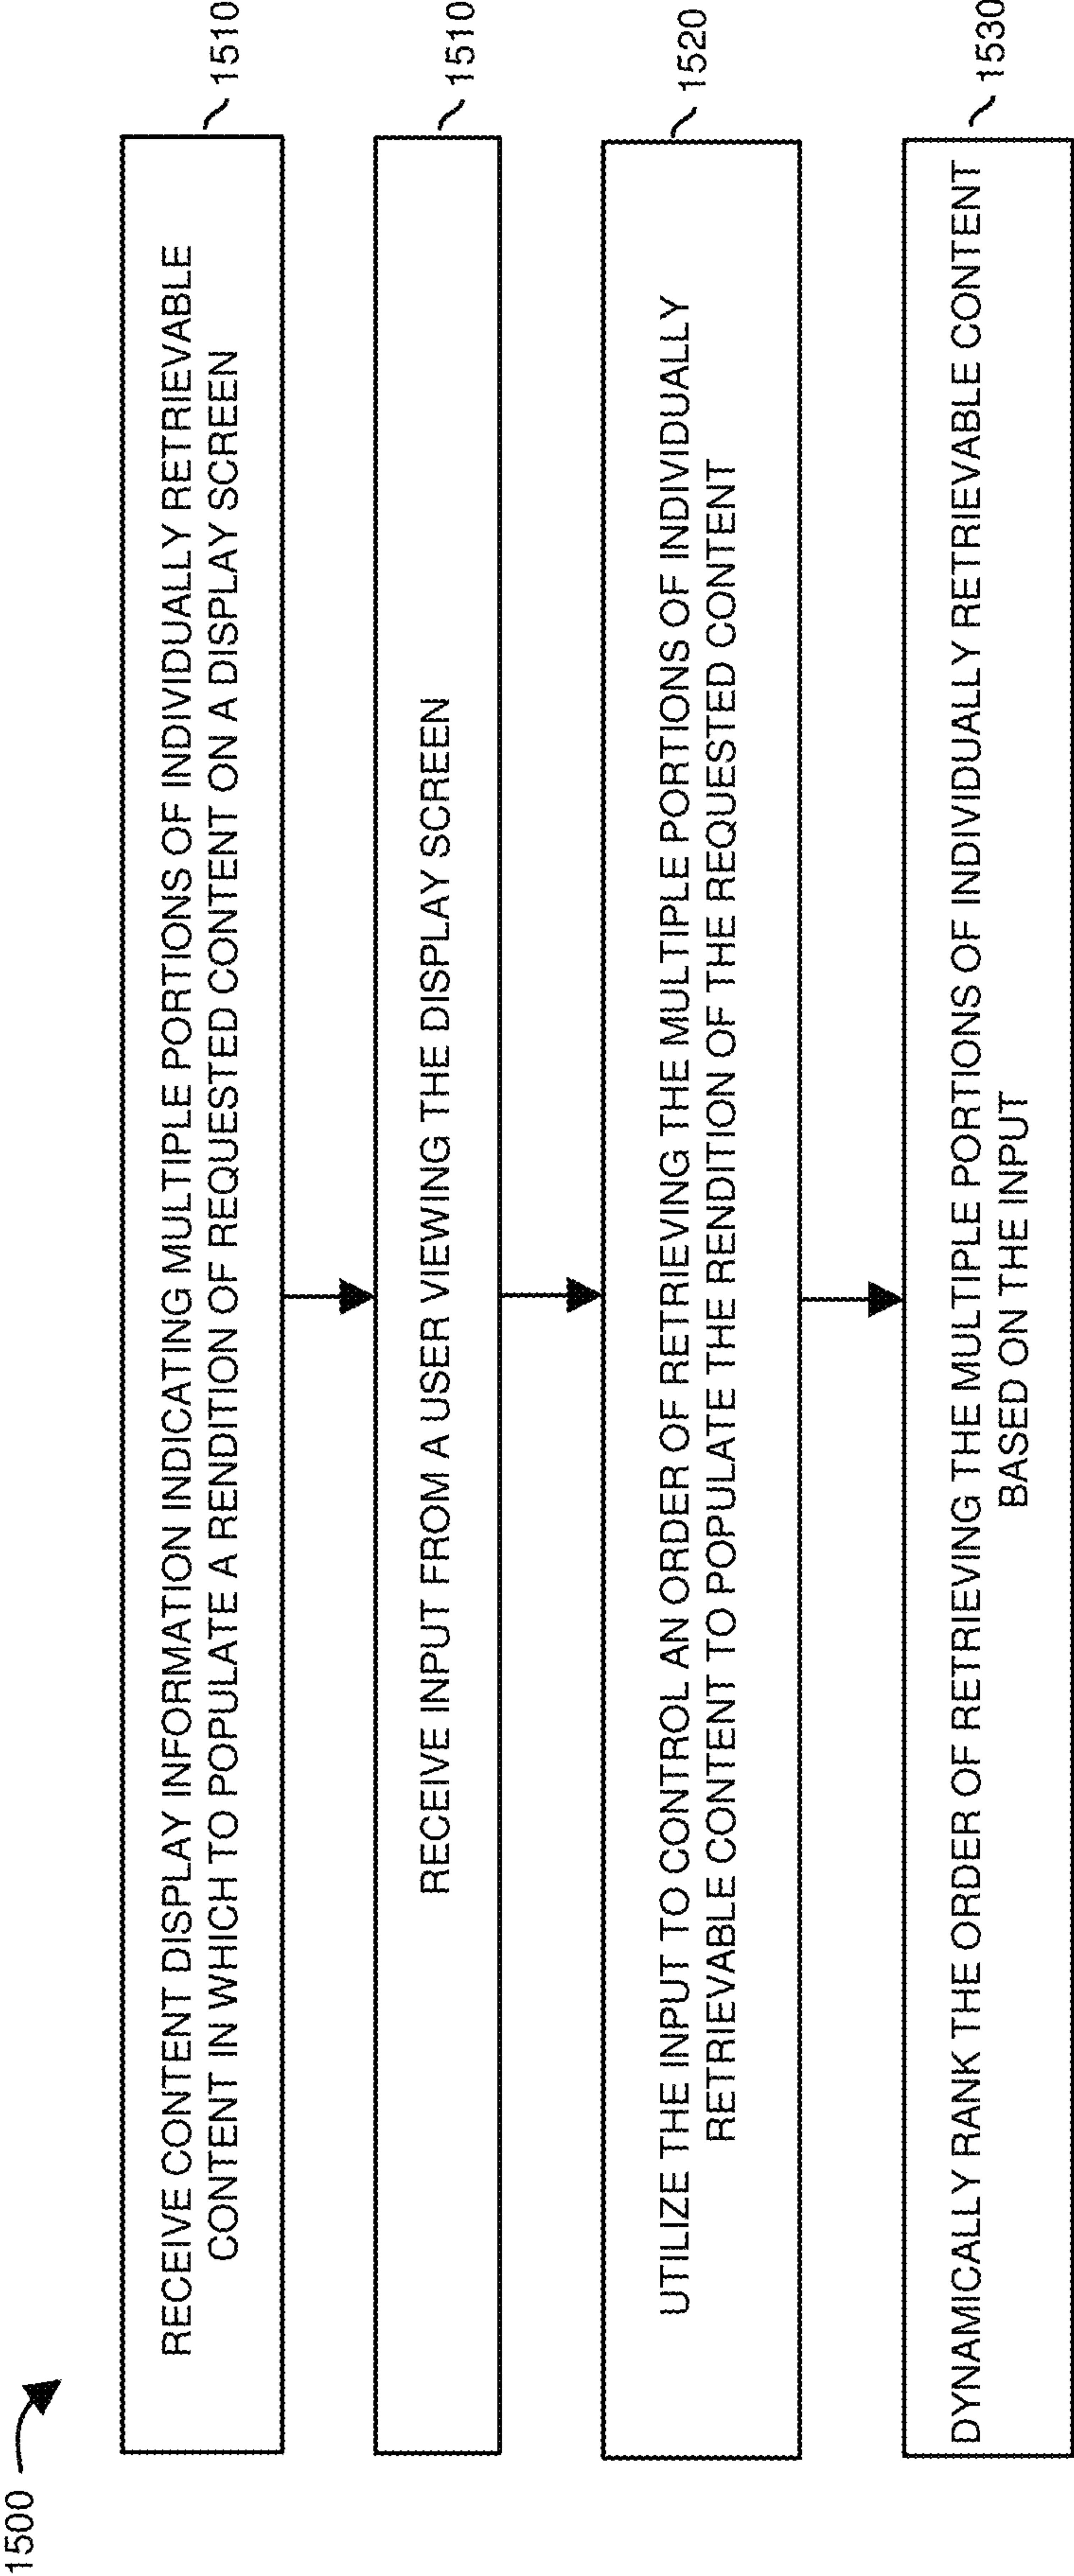 1500
RECEIVE CONTENT DISPLAY INFORMATION INDICATING MULTIPLE PORTIONS OF INDIVIDUALLY RETRIEVABLE
CONTENT IN WHICH TO POPULATE A RENDITION OF REQUESTED CONTENT ON A DISPLAY SCREEN
1510
RECEIVE INPUT FROM A USER VIEWING THE DISPLAY SCREEN
1510
UTILIZE THE INPUT TO CONTROL AN ORDER OF RETRIEVING THE MULTIPLE PORTIONS OF INDIVIDUALLY
RETRIEVABLE CONTENT TO POPULATE THE RENDITION OF THE REQUESTED CONTENT
1520
DYNAMICALLY RANK THE ORDER OF RETRIEVING THE MULTIPLE PORTIONS OF INDIVIDUALLY RETRIEVABLE CONTENT
BASED ON THE INPUT
1530